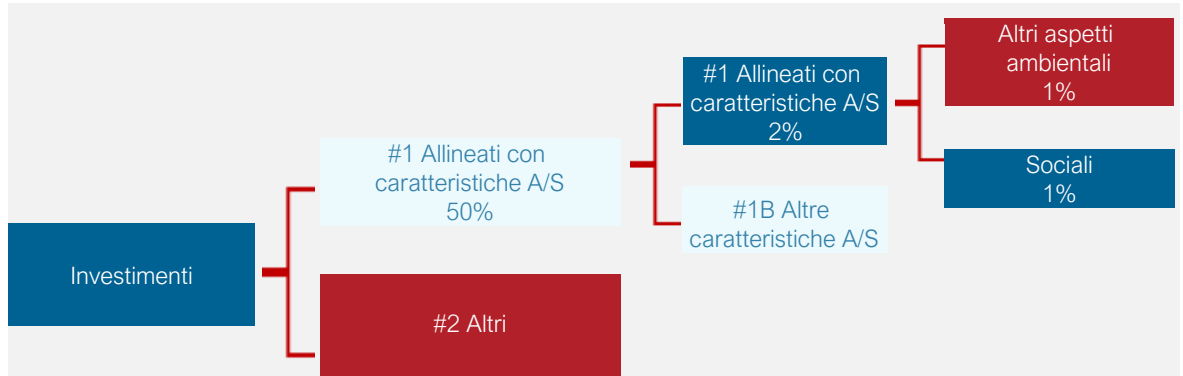 Investimenti
#1 Allineati con
caratteristiche A/S
50%
#2 Altri
#1 Allineati con
caratteristiche A/S
2%
#1B Altre
caratteristiche A/S
Altri aspetti
ambientali
1%
Sociali
1%